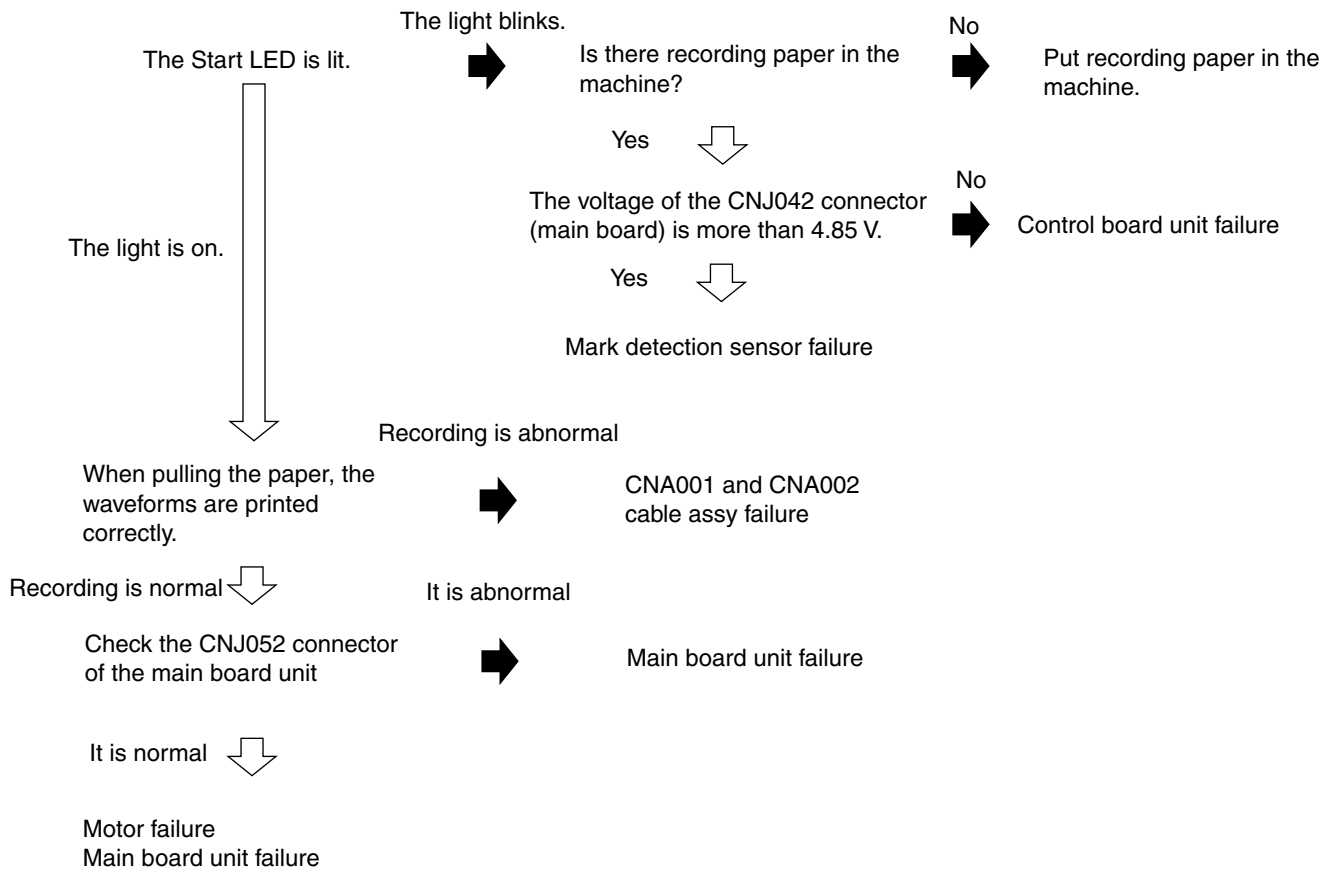 The light blinks.
No
The Start LED is lit.
Is there recording paper in the
machine?
Put recording paper in the
machine.
Yes
No
The voltage of the CNJ042 connector
(main board) is more than 4.85 V.
Control board unit failure
The light is on.
Yes
Mark detection sensor failure
Recording is abnormal
When pulling the paper, the
waveforms are printed
correctly.
CNA001 and CNA002
cable assy failure
Recording is normal
It is abnormal
Check the CNJ052 connector
of the main board unit
Main board unit failure
It is normal
Motor failure
Main board unit failure